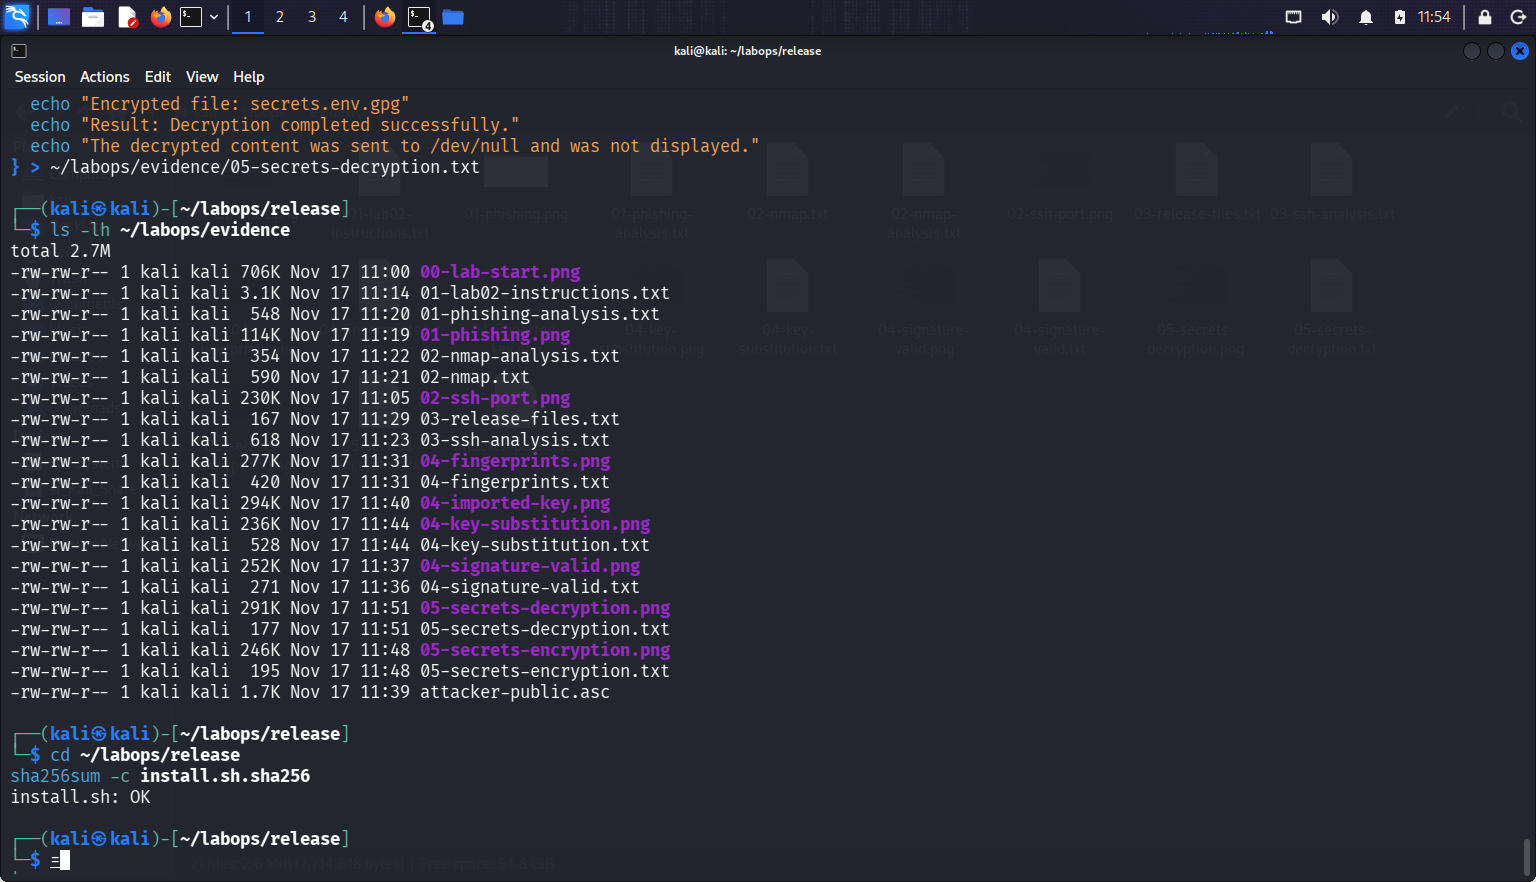 1 2 3 4 4 11:54
kali@kali: ~/labops/release
Session Actions Edit View Help
echo "Encrypted file: secrets.env.gpg"
echo "Result: Decryption completed successfully."
echo "The decrypted content was sent to /dev/null and was not displayed."
} > ~/labops/evidence/05-secrets-decryption.txt
┌──(kali㉿kali)-[~/labops/release]
└─$ ls -lh ~/labops/evidence
total 2.7M
-rw-rw-r-- 1 kali kali 706K Nov 17 11:00 00-lab-start.png
-rw-rw-r-- 1 kali kali 3.1K Nov 17 11:14 01-lab02-instructions.txt
-rw-rw-r-- 1 kali kali 548 Nov 17 11:20 01-phishing-analysis.txt
-rw-rw-r-- 1 kali kali 114K Nov 17 11:19 01-phishing.png
-rw-rw-r-- 1 kali kali 354 Nov 17 11:22 02-nmap-analysis.txt
-rw-rw-r-- 1 kali kali 590 Nov 17 11:21 02-nmap.txt
-rw-rw-r-- 1 kali kali 230K Nov 17 11:05 02-ssh-port.png
-rw-rw-r-- 1 kali kali 167 Nov 17 11:29 03-release-files.txt
-rw-rw-r-- 1 kali kali 618 Nov 17 11:23 03-ssh-analysis.txt
-rw-rw-r-- 1 kali kali 277K Nov 17 11:31 04-fingerprints.png
-rw-rw-r-- 1 kali kali 420 Nov 17 11:31 04-fingerprints.txt
-rw-rw-r-- 1 kali kali 294K Nov 17 11:40 04-imported-key.png
-rw-rw-r-- 1 kali kali 236K Nov 17 11:44 04-key-substitution.png
-rw-rw-r-- 1 kali kali 528 Nov 17 11:44 04-key-substitution.txt
-rw-rw-r-- 1 kali kali 252K Nov 17 11:37 04-signature-valid.png
-rw-rw-r-- 1 kali kali 271 Nov 17 11:36 04-signature-valid.txt
-rw-rw-r-- 1 kali kali 291K Nov 17 11:51 05-secrets-decryption.png
-rw-rw-r-- 1 kali kali 177 Nov 17 11:51 05-secrets-decryption.txt
-rw-rw-r-- 1 kali kali 246K Nov 17 11:48 05-secrets-encryption.png
-rw-rw-r-- 1 kali kali 195 Nov 17 11:48 05-secrets-encryption.txt
-rw-rw-r-- 1 kali kali 1.7K Nov 17 11:39 attacker-public.asc
┌──(kali㉿kali)-[~/labops/release]
└─$ cd ~/labops/release
sha256sum -c install.sh.sha256
install.sh: OK
┌──(kali㉿kali)-[~/labops/release]
└─$ =